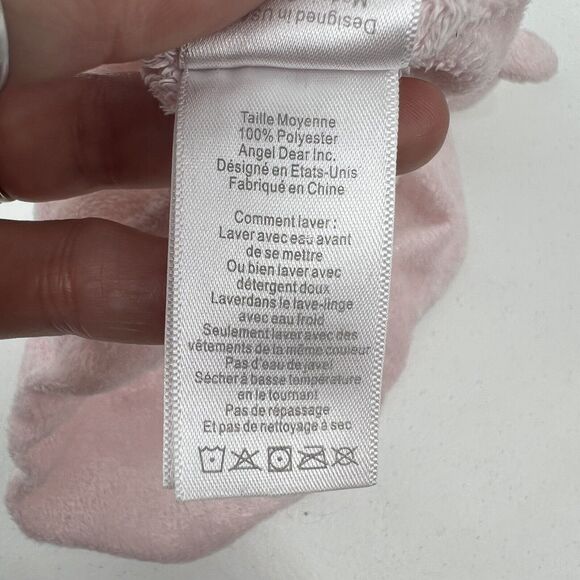 Designed in USA
Taille Moyenne
100% Polyester
Angel Dear Inc.
Désigné en Etats-Unis
Fabriqué en Chine
Comment laver :
Laver avec eau avant
de se mettre
Ou bien laver avec
détergent doux
Laverdans le lave-linge
avec eau froid
Seulement laver avec des
vêtements de la même couleur
Pas d'eau de javel
Sécher à basse température
en le tournant
Pas de repassage
Et pas de nettoyage à sec